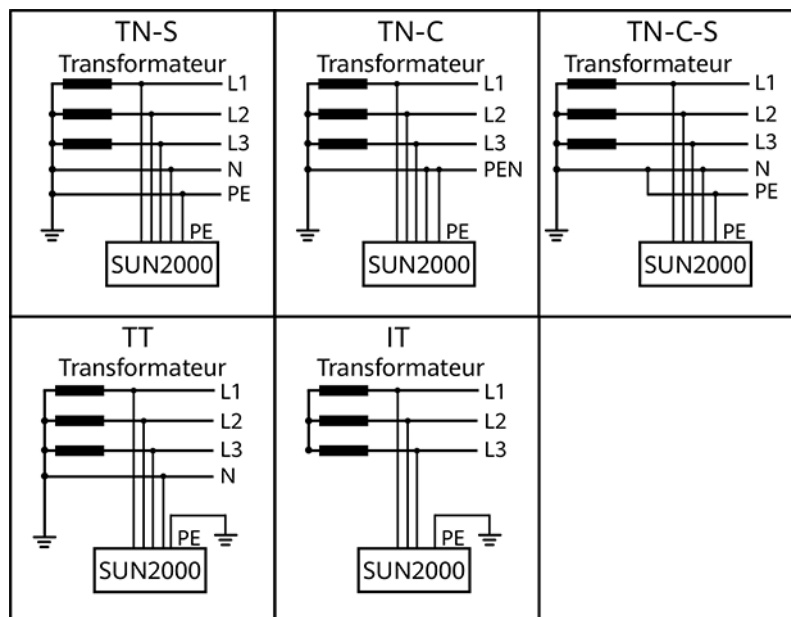 TN-S
Transformateur
L1
L2
L3
N
PE
PE
SUN2000
TN-C
Transformateur
L1
L2
L3
PEN
PE
SUN2000
TN-C-S
Transformateur
L1
L2
L3
N
PE
PE
SUN2000
TT
Transformateur
L1
L2
L3
N
PE
SUN2000
IT
Transformateur
L1
L2
L3
PE
SUN2000